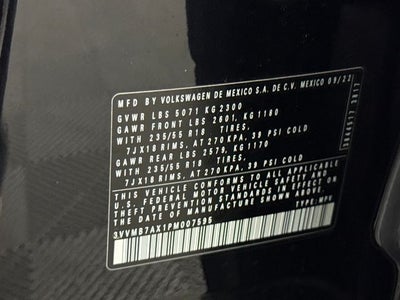 MFD BY VOLKSWAGEN DE MEXICO S.A. DE C.V. MEXICO 09/22
GVWR LBS 5071 KG 2300
GAWR FRONT LBS 2601, KG 1180
WITH 235/55 R18 TIRES,
7JX18 RIMS, AT 270 KPA, 39 PSI COLD
GAWR REAR LBS 2579, KG 1170
WITH 235/55 R18 TIRES,
7JX18 RIMS, AT 270 KPA, 39 PSI COLD
THIS VEHICLE CONFORMS TO ALL APPLICABLE
U.S. FEDERAL MOTOR VEHICLE SAFETY AND
THEFT PREVENTION STANDARDS IN EFFECT ON
THE DATE OF MANUFACTURE SHOWN ABOVE.
3VVMB7AX1PM007595 TYPE: MPV